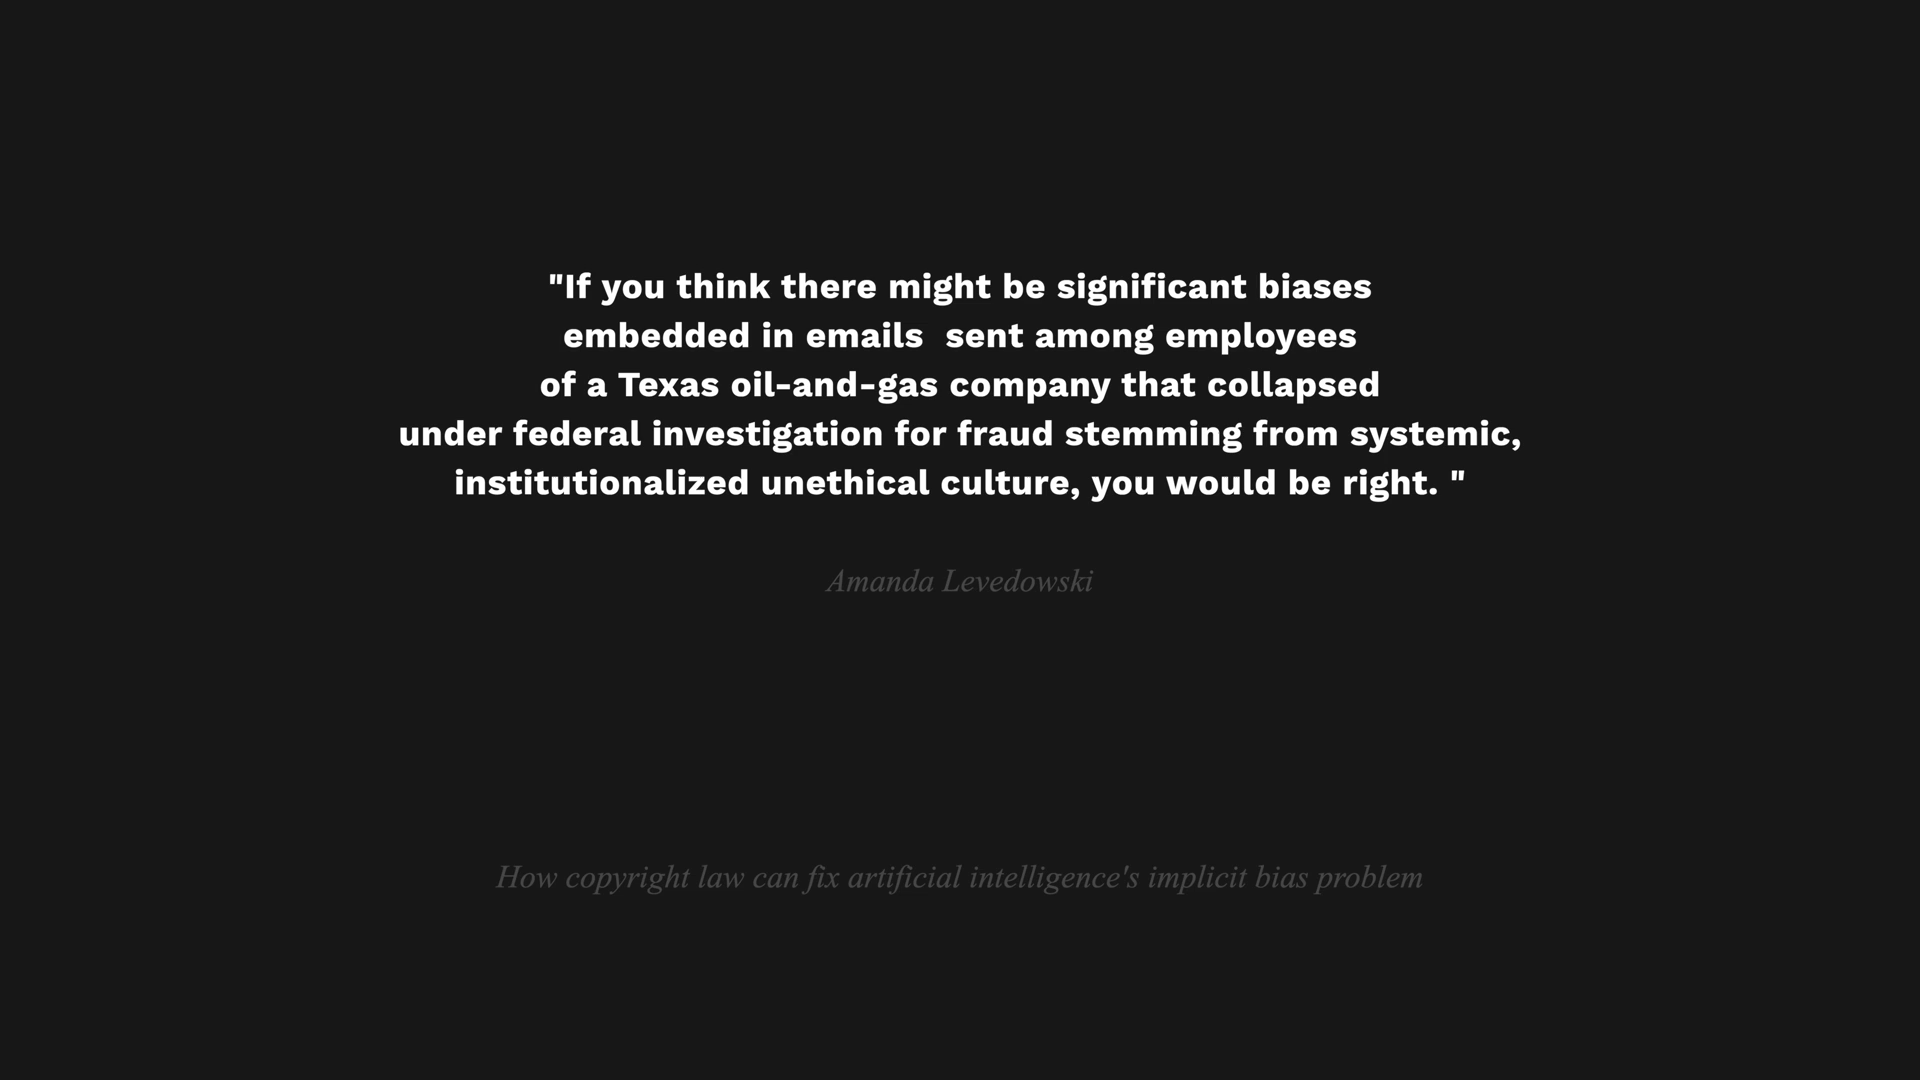 "If you think there might be significant biases
embedded in emails  sent among employees
of a Texas oil-and-gas company that collapsed
under federal investigation for fraud stemming from systemic,
institutionalized unethical culture, you would be right. "
Amanda Levedowski
How copyright law can fix artificial intelligence's implicit bias problem